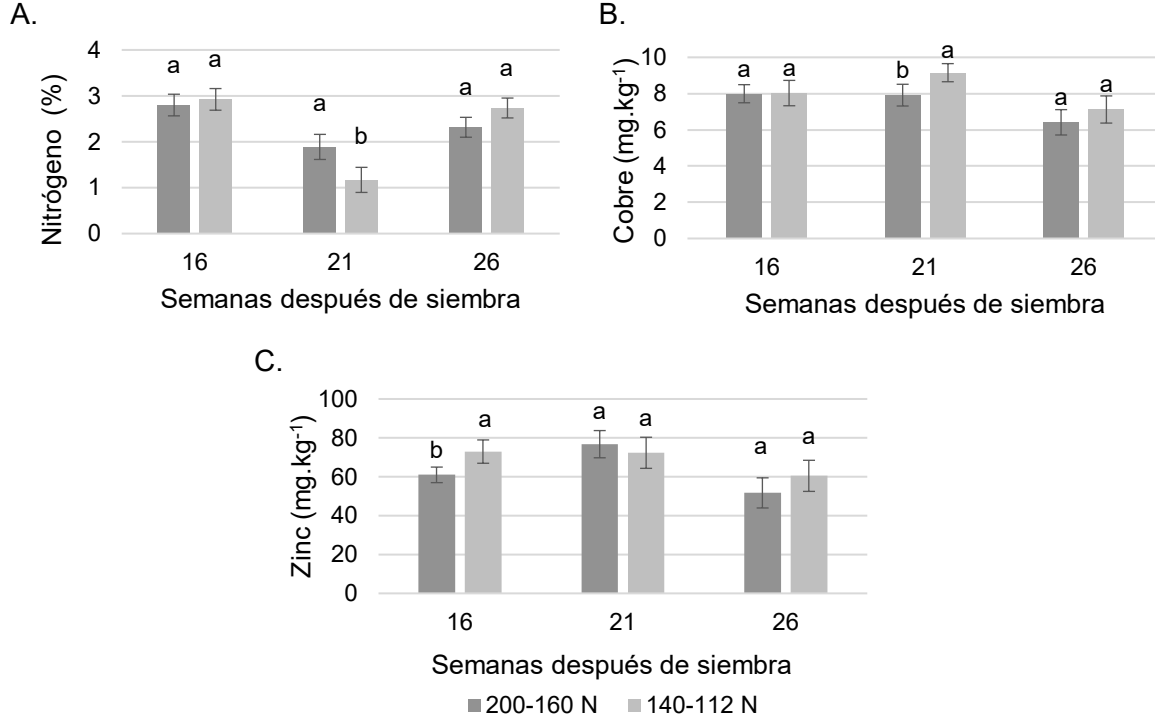 A.
Nitrógeno (%)
4
3
2
1
0
a a a b a a
16 21 26
Semanas después de siembra
B.
Cobre (mg.kg-1)
10
8
6
4
2
0
a a b a a a
16 21 26
Semanas después de siembra
C.
Zinc (mg.kg-1)
100
80
60
40
20
0
b a a a a a
16 21 26
Semanas después de siembra
200-160 N 140-112 N